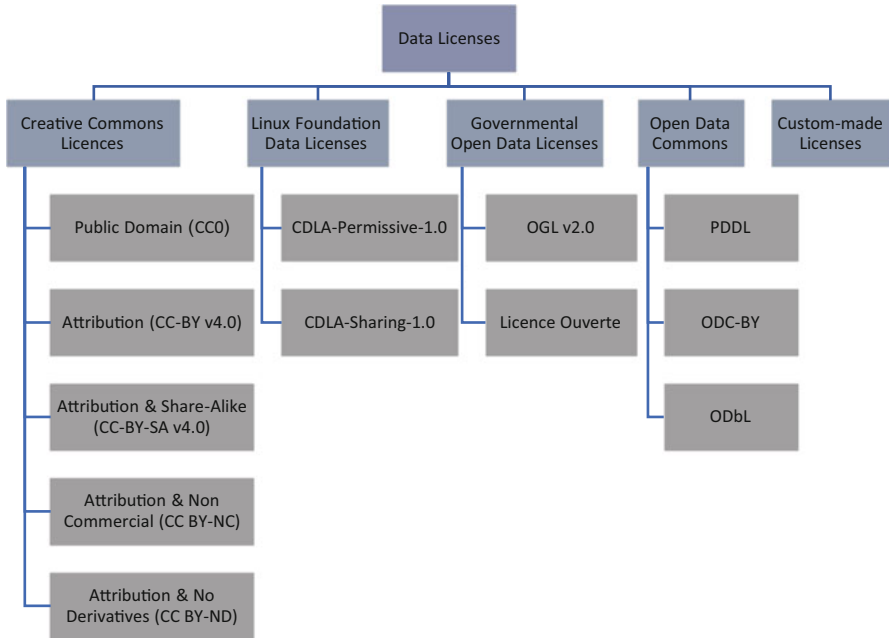 Data Licenses
Creative Commons
Licences
Linux Foundation
Data Licenses
Governmental
Open Data Licenses
Open Data
Commons
Custom-made
Licenses
Public Domain (CC0)
CDLA-Permissive-1.0
OGL v2.0
PDDL
Attribution (CC-BY v4.0)
CDLA-Sharing-1.0
Licence Ouverte
ODC-BY
Attribution & Share-Alike
(CC-BY-SA v4.0)
ODbL
Attribution & Non
Commercial (CC BY-NC)
Attribution & No
Derivatives (CC BY-ND)